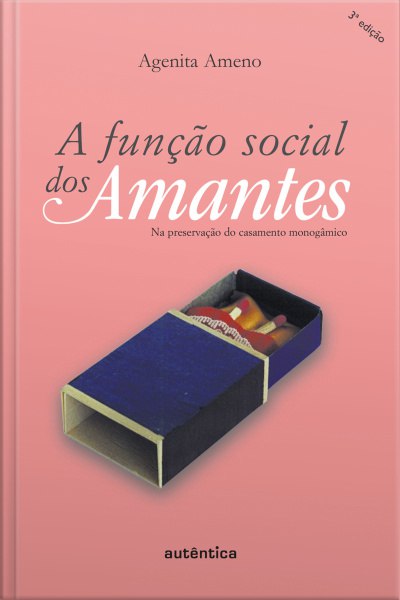 3ª edição
Agenita Ameno
A função social
dos Amantes
Na preservação do casamento monogâmico
autêntica